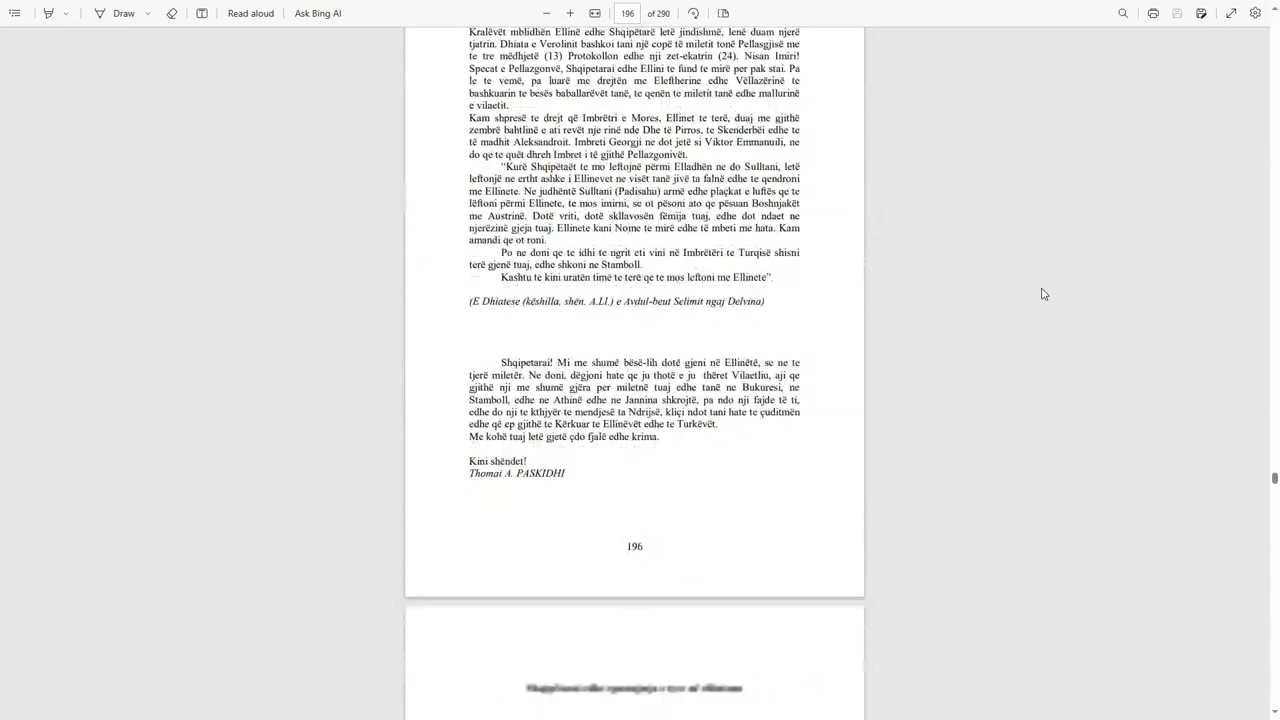 Draw
Read aloud
Ask Bing AI
196
of 290
Kralëvët mblidhën Ellinë edhe Shqipëtarë letë jindishmë, lenë duam njerë
tjatrin. Dhiata e Verolinit bashkoi tani një copë të miletit tonë Pellasgjisë me
te tre mëdhjetë (13) Protokollon edhe nji zet-ekatrin (24). Nisan Imiri!
Specat e Pellazgonvë, Shqipetarai edhe Ellini te fund te mirë per pak stai. Pa
le te vemë, pa luarë me drejtën me Eleftherine edhe Vëllazërinë te
bashkuarin te besës baballarëvët tanë, te qenën te miletit tanë edhe mallurinë
e vilaetit.
Kam shpresë te drejt që Imbrëtri e Mores, Ellinet te terë, duaj me gjithë
zembrë bahtlinë e ati revët nje rinë nde Dhe të Pirros, te Skenderbëi edhe te
të madhit Aleksandroit. Imbreti Georgji ne dot jetë si Viktor Emmanuili, ne
do qe te quët dhreh Imbret i të gjithë Pellazgonivët.
“Kurë Shqipëtaët te mo leftojnë përmi Elladhën ne do Sulltani, letë
leftonjë ne ertht ashke i Ellinevet ne visët tanë jivë ta falnë edhe te qendroni
me Ellinete. Ne judhëntë Sulltani (Padisahu) armë edhe plaçkat e luftës qe te
lëftoni përmi Ellinete, te mos imirni, se ot pësoni ato qe pësuan Boshnjakët
me Austrinë. Dotë vriti, dotë skllavosën fëmija tuaj, edhe dot ndaet ne
njerëzinë gjeja tuaj. Ellinete kani Nome te mirë edhe të mbeti me hata. Kam
amandi qe ot roni.
Po ne doni qe te idhi te ngrit eti vini në Imbrëtëri te Turqisë shisni
terë gjenë tuaj, edhe shkoni ne Stamboll.
Kashtu te kini uratën timë te terë qe te mos leftoni me Ellinete”.
(E Dhiatese (këshilla, shën. A.Ll.) e Avdul-beut Selimit ngaj Delvina)
Shqipetarai! Mi me shumë bësë-lih dotë gjeni në Ellinëtë, se ne te
tjerë miletër. Ne doni, dëgjoni hate qe ju thotë e ju thëret Vilaetliu, aji qe
gjithë nji me shumë gjëra per miletnë tuaj edhe tanë ne Bukuresi, ne
Stamboll, edhe ne Athinë edhe ne Jannina shkrojtë, pa ndo nji fajde të ti,
edhe do nji te kthjyër te mendjesë ta Ndrijsë, kliçi ndot tani hate te çuditmën
edhe që ep gjithë te Kërkuar te Ellinëvët edhe te Turkëvët.
Me kohë tuaj letë gjetë çdo fjalë edhe krima.
Kini shëndet!
Thomai A. PASKIDHI
196